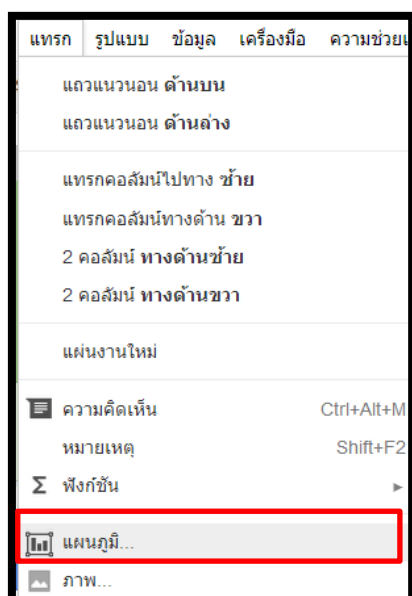 แทรก รูปแบบ ข้อมูล เครื่องมือ ความช่วย
แถวแนวนอน ด้านบน
แถวแนวนอน ด้านล่าง
แทรกคอลัมน์ไปทาง ซ้าย
แทรกคอลัมน์ทางด้าน ขวา
2 คอลัมน์ ทางด้านซ้าย
2 คอลัมน์ ทางด้านขวา
แผ่นงานใหม่
ความคิดเห็น Ctrl+Alt+M
หมายเหตุ Shift+F2
Σ ฟังก์ชัน ►
แผนภูมิ...
ภาพ...